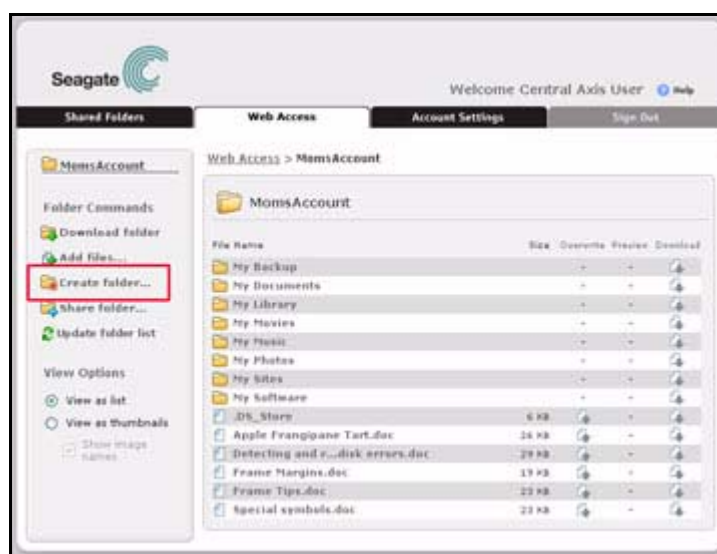 Seagate
Welcome Central Axis User Help
Shared Folders Web Access Account Settings Sign Out
MomsAccount
Web Access > MomsAccount
Folder Commands
Download folder
Add files...
Create folder...
Share folder...
Update folder list
View Options
View as list
View as thumbnails
Show image names
MomsAccount
File Name Size Overwrite Preview Download
My Backup - -
My Documents - -
My Library - -
My Movies - -
My Music - -
My Photos - -
My Sites - -
My Software - -
.DS_Store 6 KB -
Apple Frangipane Tart.doc 26 KB -
Detecting and r...disk errors.doc 29 KB -
Frame Margins.doc 19 KB -
Frame Tips.doc 23 KB -
Special symbols.doc 23 KB -